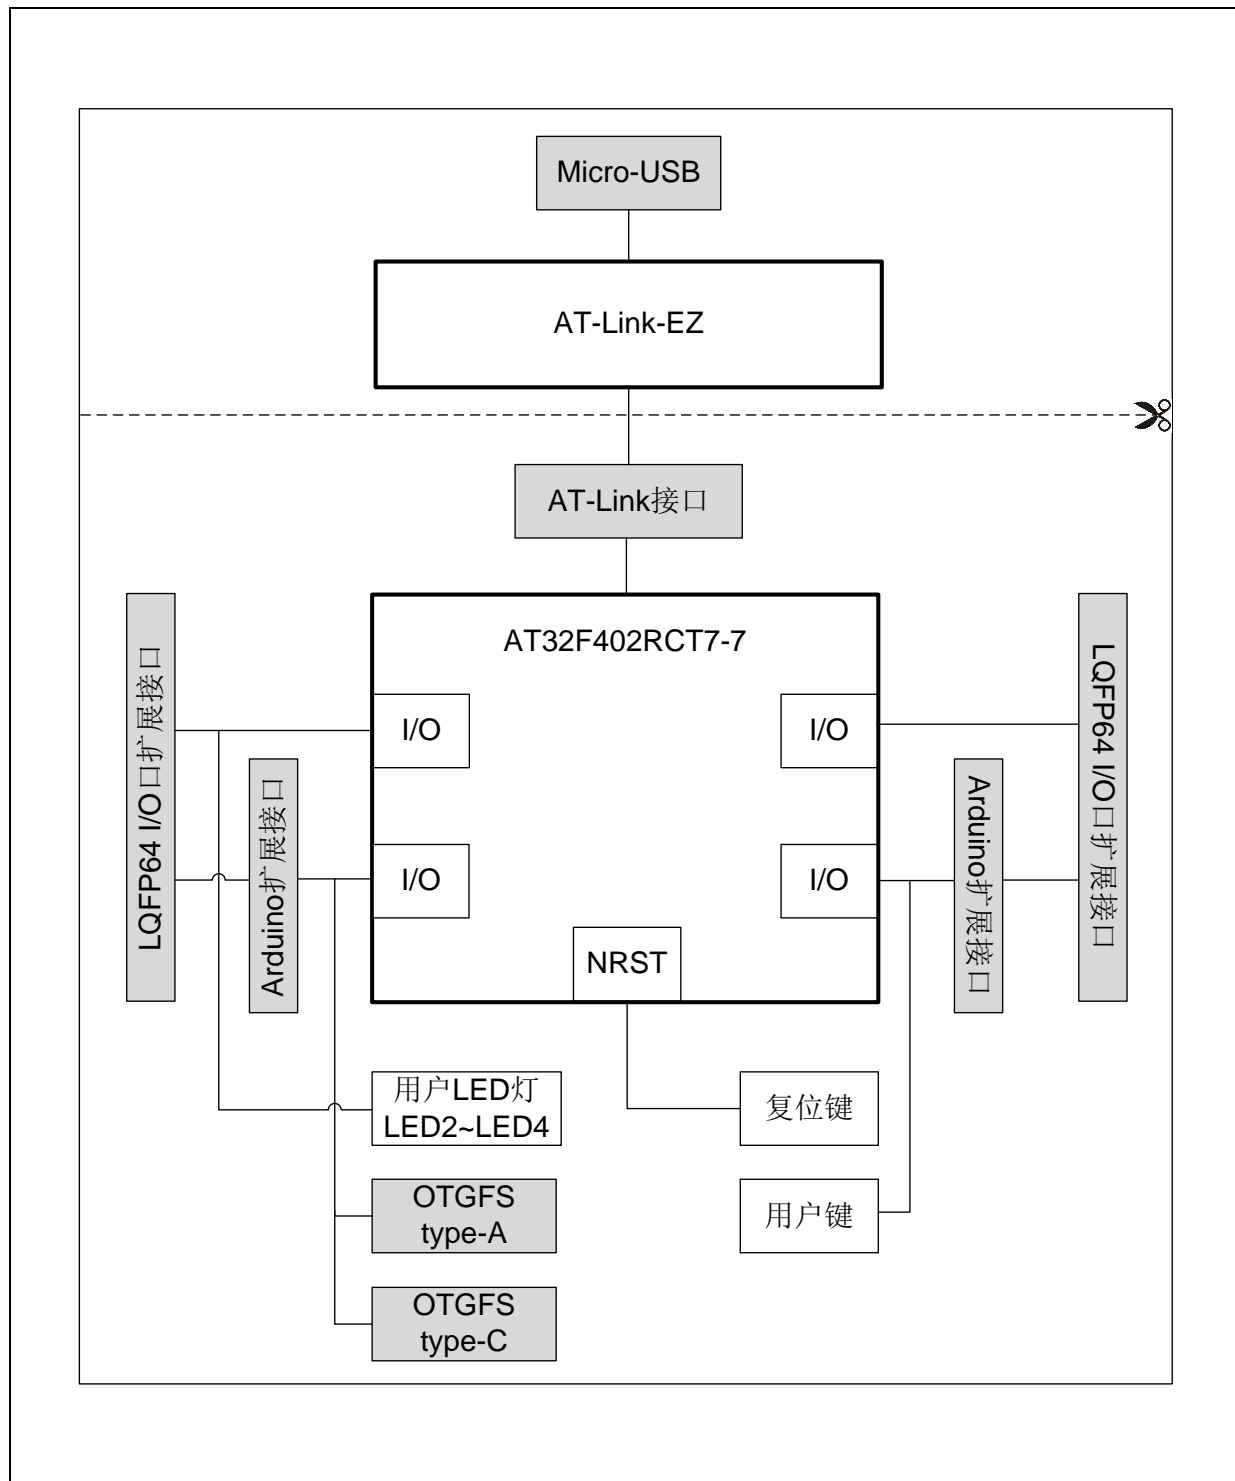 Micro-USB
AT-Link-EZ
AT-Link接口
AT32F402RCT7-7
LQFP64 I/O口扩展接口
I/O
I/O
LQFP64 I/O口扩展接口
Arduino扩展接口
I/O
I/O
Arduino扩展接口
NRST
用户LED灯
LED2~LED4
复位键
OTGFS
type-A
用户键
OTGFS
type-C